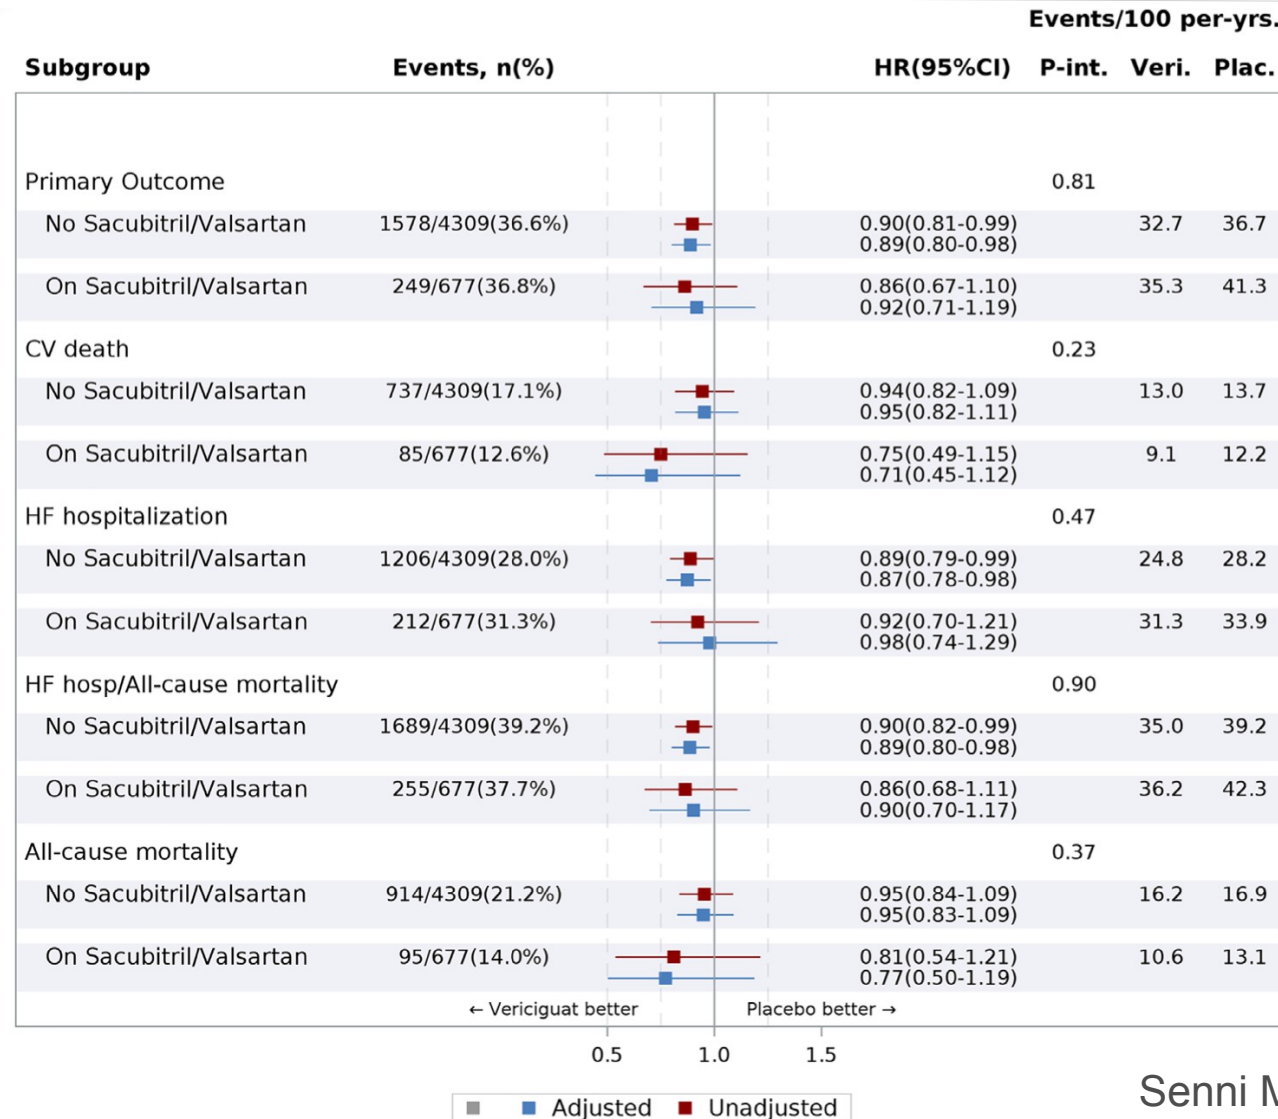 Events/100 per-yrs.
Subgroup Events, n(%) HR(95%CI) P-int. Veri. Plac.
Primary Outcome 0.81
No Sacubitril/Valsartan 1578/4309(36.6%) 0.90(0.81-0.99) 32.7 36.7
0.89(0.80-0.98)
On Sacubitril/Valsartan 249/677(36.8%) 0.86(0.67-1.10) 35.3 41.3
0.92(0.71-1.19)
CV death 0.23
No Sacubitril/Valsartan 737/4309(17.1%) 0.94(0.82-1.09) 13.0 13.7
0.95(0.82-1.11)
On Sacubitril/Valsartan 85/677(12.6%) 0.75(0.49-1.15) 9.1 12.2
0.71(0.45-1.12)
HF hospitalization 0.47
No Sacubitril/Valsartan 1206/4309(28.0%) 0.89(0.79-0.99) 24.8 28.2
0.87(0.78-0.98)
On Sacubitril/Valsartan 212/677(31.3%) 0.92(0.70-1.21) 31.3 33.9
0.98(0.74-1.29)
HF hosp/All-cause mortality 0.90
No Sacubitril/Valsartan 1689/4309(39.2%) 0.90(0.82-0.99) 35.0 39.2
0.89(0.80-0.98)
On Sacubitril/Valsartan 255/677(37.7%) 0.86(0.68-1.11) 36.2 42.3
0.90(0.70-1.17)
All-cause mortality 0.37
No Sacubitril/Valsartan 914/4309(21.2%) 0.95(0.84-1.09) 16.2 16.9
0.95(0.83-1.09)
On Sacubitril/Valsartan 95/677(14.0%) 0.81(0.54-1.21) 10.6 13.1
0.77(0.50-1.19)
← Vericiguat better Placebo better →
0.5 1.0 1.5
Senni M
Adjusted Unadjusted